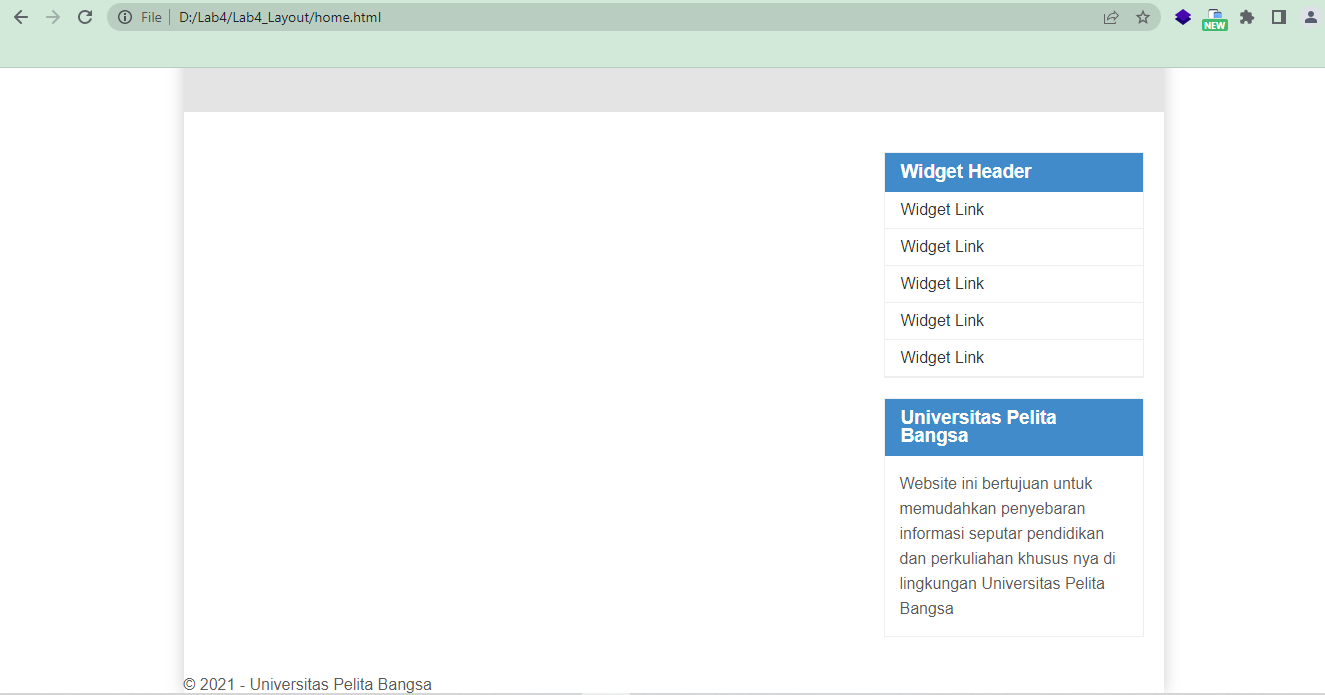 File D:/Lab4/Lab4_Layout/home.html
NEW
Widget Header
Widget Link
Widget Link
Widget Link
Widget Link
Widget Link
Universitas Pelita
Bangsa
Website ini bertujuan untuk
memudahkan penyebaran
informasi seputar pendidikan
dan perkuliahan khusus nya di
lingkungan Universitas Pelita
Bangsa
© 2021 - Universitas Pelita Bangsa